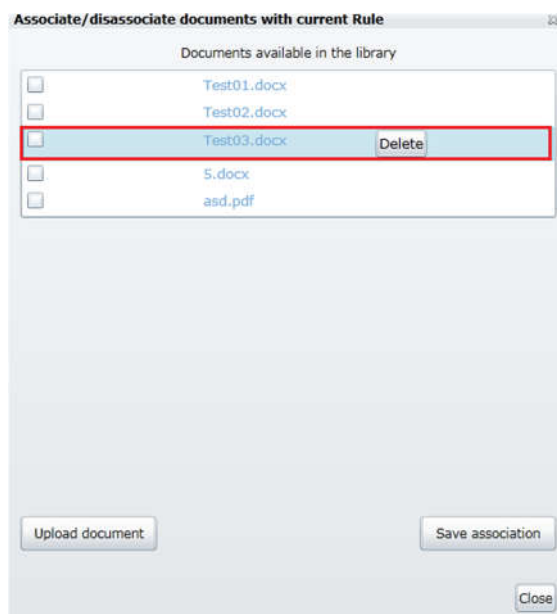 Associate/disassociate documents with current Rule
Documents available in the library
Test01.docx
Test02.docx
Test03.docx Delete
5.docx
asd.pdf
Upload document Save association
Close